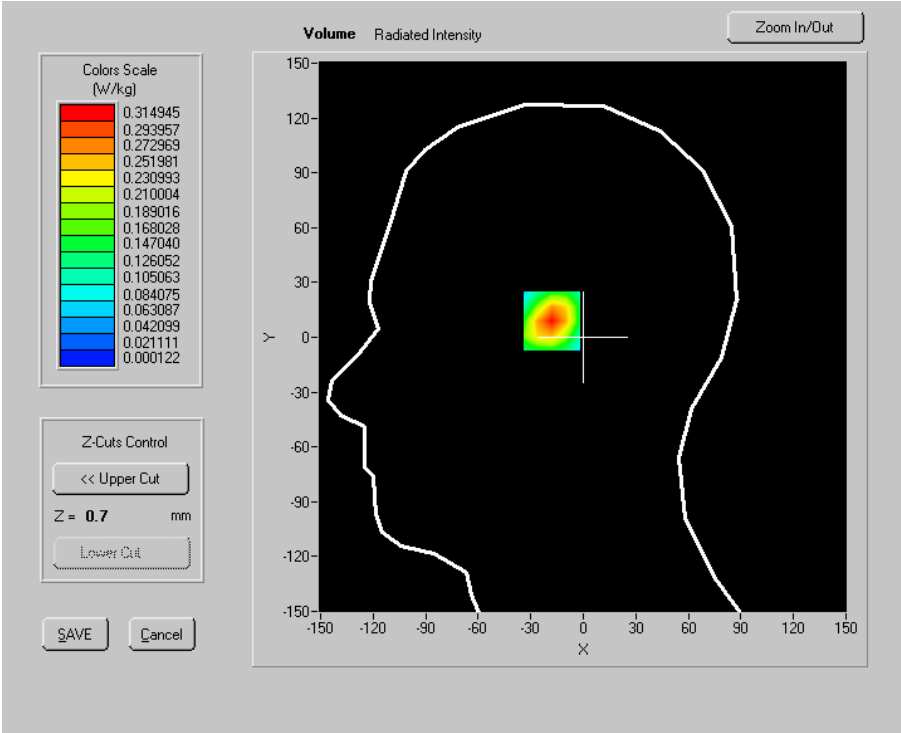 Volume Radiated Intensity
Zoom In/Out
Colors Scale
(W/kg)
0.314945
0.293957
0.272969
0.251981
0.230993
0.210004
0.189016
0.168028
0.147040
0.126052
0.105063
0.084075
0.063087
0.042099
0.021111
0.000122
Z-Cuts Control
<< Upper Cut
Z = 0.7 mm
Lower Cut
SAVE
Cancel
150
120
90
60
30
0
-30
-60
-90
-120
-150
Y
-150 -120 -90 -60 -30 0 30 60 90 120 150
X